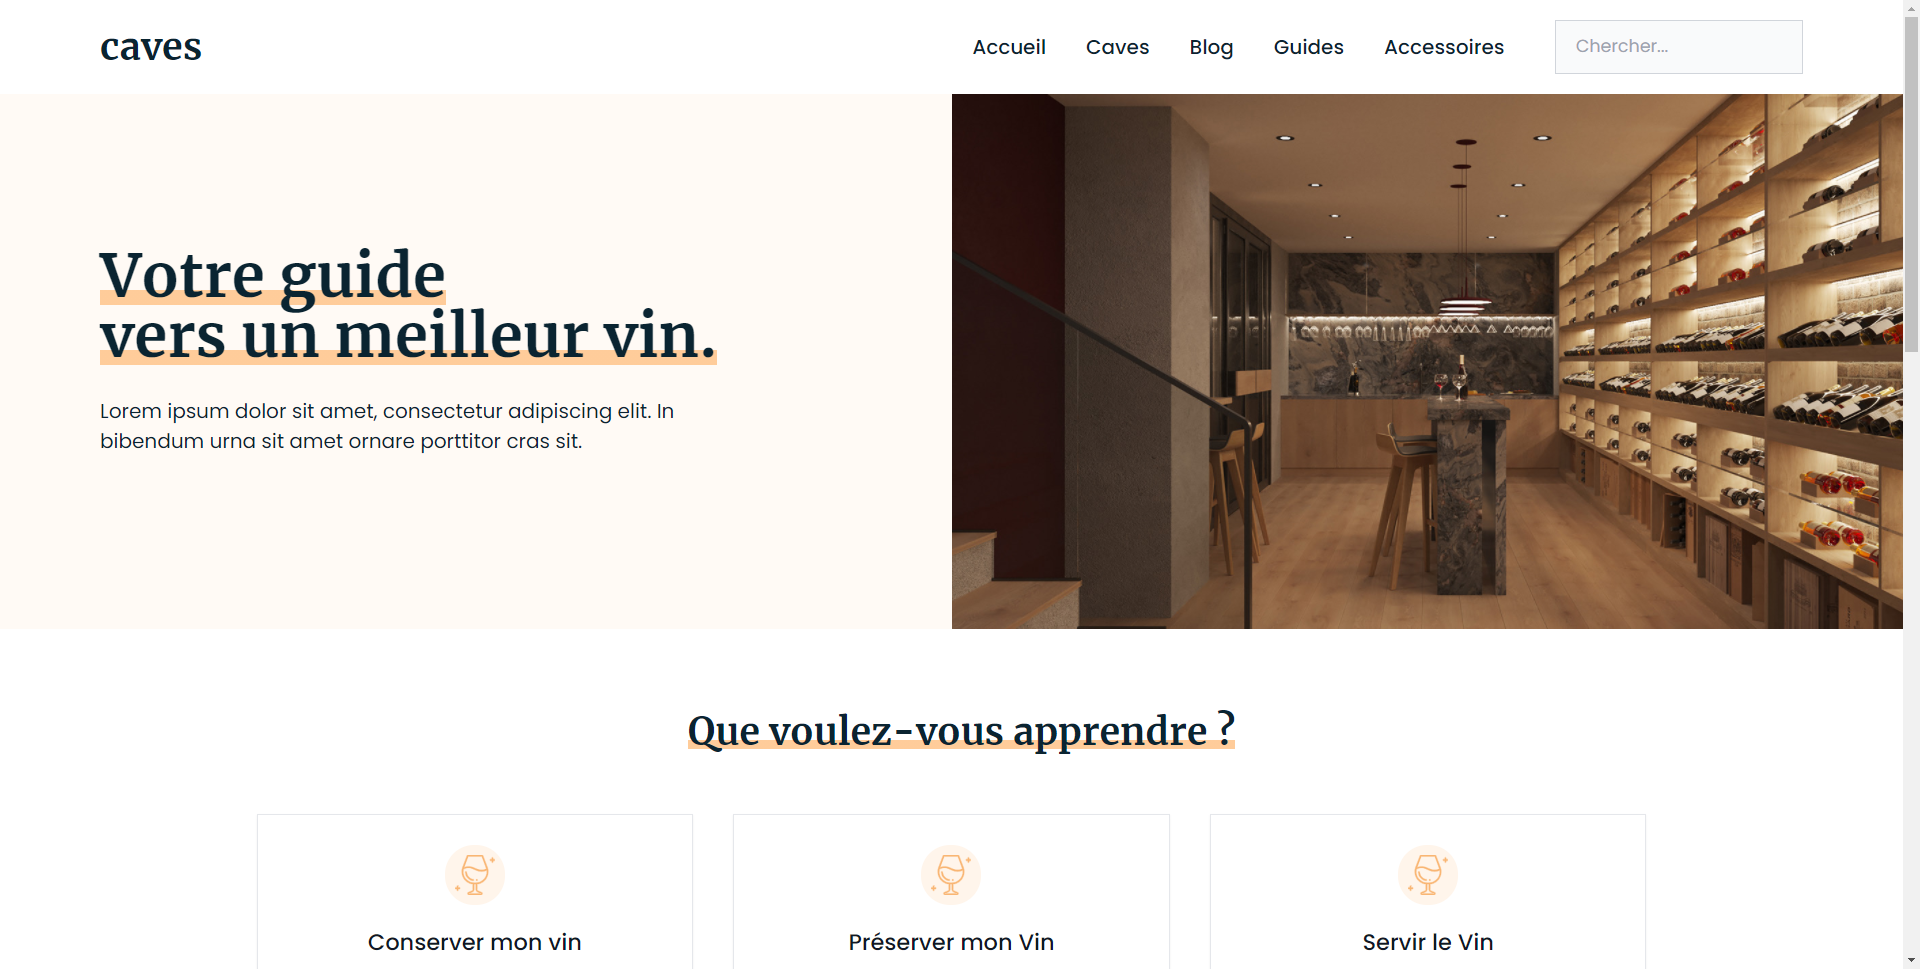 caves
Accueil Caves Blog Guides Accessoires Chercher...
Votre guide
vers un meilleur vin.
Lorem ipsum dolor sit amet, consectetur adipiscing elit. In
bibendum urna sit amet ornare porttitor cras sit.
Que voulez-vous apprendre ?
Conserver mon vin
Préserver mon Vin
Servir le Vin